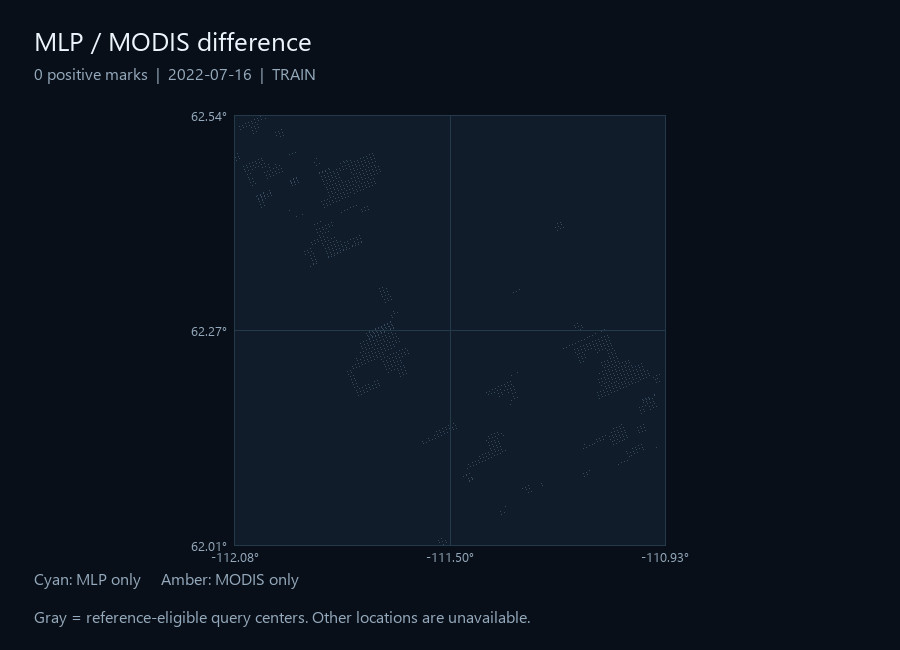 MLP / MODIS difference
0 positive marks | 2022-07-16 | TRAIN
62.54°
62.27°
62.01°
-112.08° -111.50° -110.93°
Cyan: MLP only Amber: MODIS only
Gray = reference-eligible query centers. Other locations are unavailable.